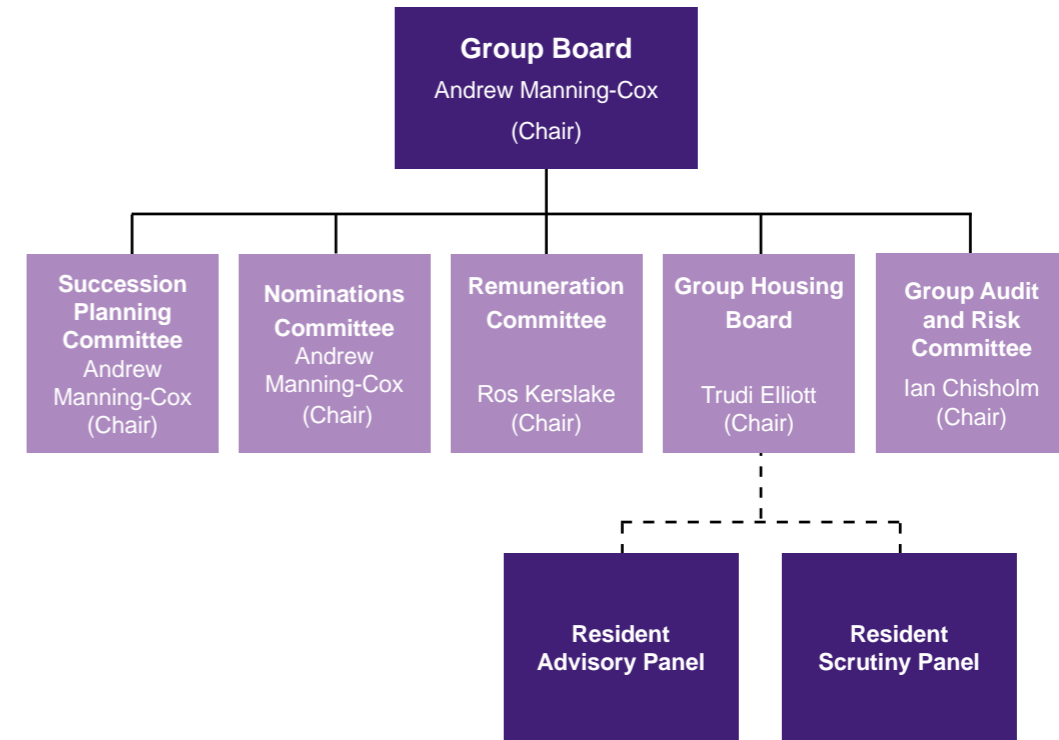 Group Board
Andrew Manning-Cox
(Chair)
Succession
Planning
Committee
Andrew
Manning-Cox
(Chair)
Nominations
Committee
Andrew
Manning-Cox
(Chair)
Remuneration
Committee
Ros Kerslake
(Chair)
Group Housing
Board
Trudi Elliott
(Chair)
Group Audit
and Risk
Committee
Ian Chisholm
(Chair)
Resident
Advisory Panel
Resident
Scrutiny Panel